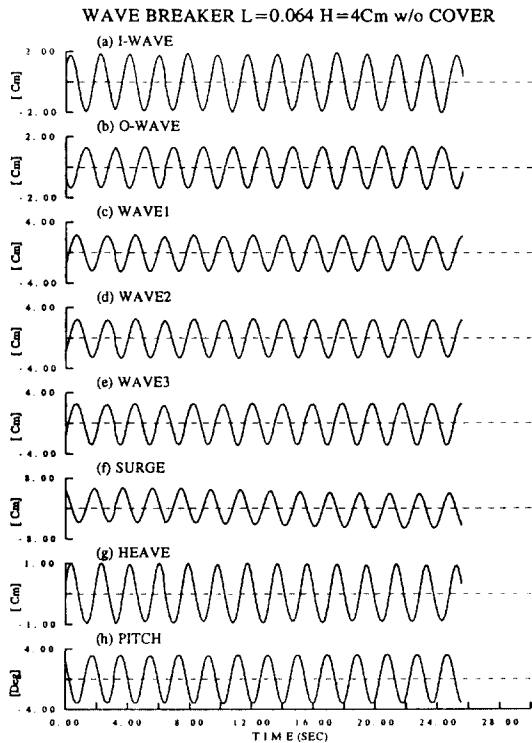 WAVE BREAKER L=0.064 H=4Cm w/o COVER
(a) I-WAVE
2.00
[Cm]
-2.00
(b) O-WAVE
2.00
[Cm]
-2.00
(c) WAVE1
4.00
[Cm]
-4.00
(d) WAVE2
4.00
[Cm]
-4.00
(e) WAVE3
4.00
[Cm]
-4.00
(f) SURGE
8.00
[Cm]
-8.00
(g) HEAVE
1.00
[Cm]
-1.00
(h) PITCH
4.00
[Deg]
-4.00
0.00 4.00 8.00 12.00 16.00 20.00 24.00 28.00
TIME(SEC)